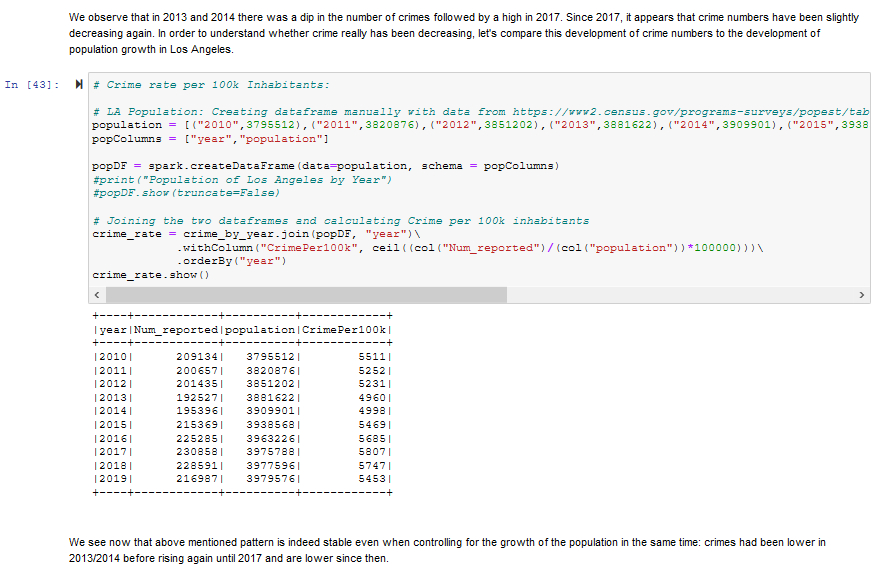 We observe that in 2013 and 2014 there was a dip in the number of crimes followed by a high in 2017. Since 2017, it appears that crime numbers have been slightly
decreasing again. In order to understand whether crime really has been decreasing, let's compare this development of crime numbers to the development of
population growth in Los Angeles.
In [43]:
# Crime rate per 100k Inhabitants:
# LA Population: Creating dataframe manually with data from https://www2.census.gov/programs-surveys/popest/tab
population = [("2010",3795512),("2011",3820876),("2012",3851202),("2013",3881622),("2014",3909901),("2015",3938
popColumns = ["year","population"]
popDF = spark.createDataFrame(data=population, schema = popColumns)
#print("Population of Los Angeles by Year")
#popDF.show(truncate=False)
# Joining the two dataframes and calculating Crime per 100k inhabitants
crime_rate = crime_by_year.join(popDF, "year")\
.withColumn("CrimePer100k", ceil((col("Num_reported")/(col("population"))*100000)))\
.orderBy("year")
crime_rate.show()
+----+------------+----------+------------+
|year|Num_reported|population|CrimePer100k|
+----+------------+----------+------------+
|2010|      209134|   3795512|        5511|
|2011|      200657|   3820876|        5252|
|2012|      201435|   3851202|        5231|
|2013|      192527|   3881622|        4960|
|2014|      195396|   3909901|        4998|
|2015|      215369|   3938568|        5469|
|2016|      225285|   3963226|        5685|
|2017|      230858|   3975788|        5807|
|2018|      228591|   3977596|        5747|
|2019|      216987|   3979576|        5453|
+----+------------+----------+------------+
We see now that above mentioned pattern is indeed stable even when controlling for the growth of the population in the same time: crimes had been lower in
2013/2014 before rising again until 2017 and are lower since then.